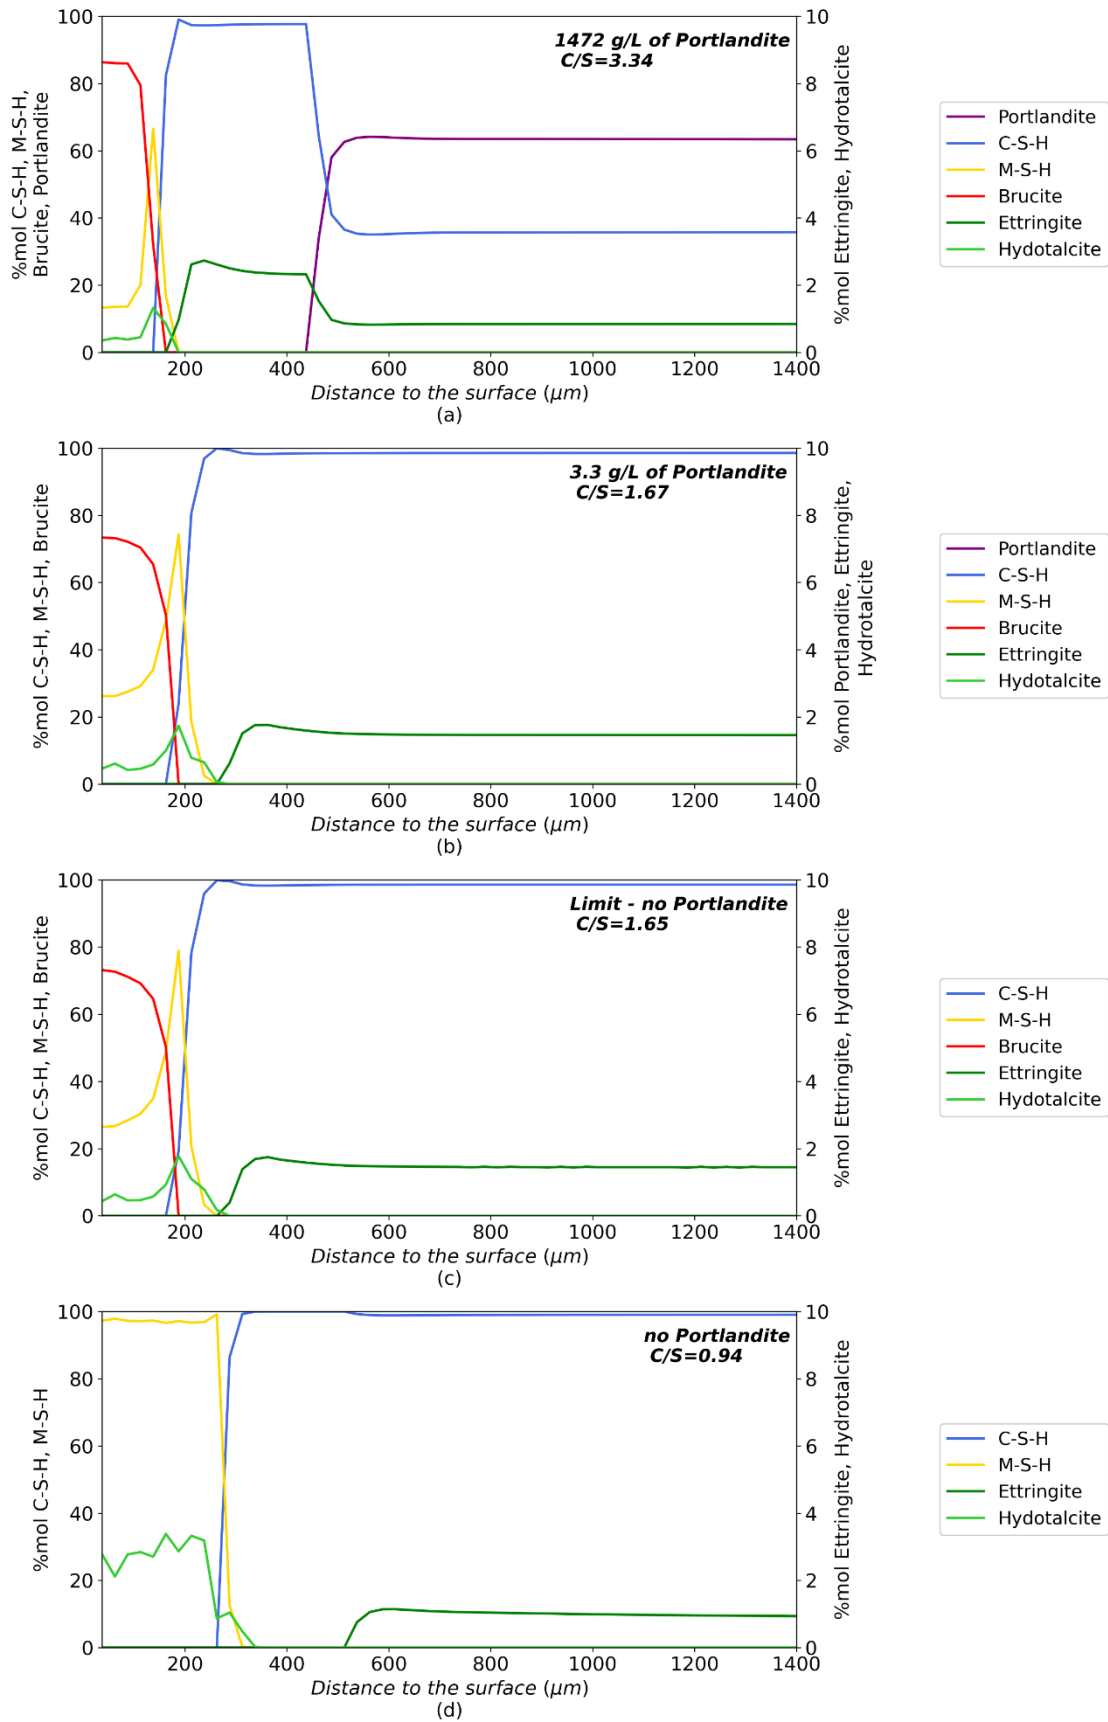 100
80
60
40
20
0
%mol C-S-H, M-S-H,
Brucite, Portlandite
1472 g/L of Portlandite
C/S=3.34
10
8
6
4
2
0
%mol Ettringite, Hydrotalcite
200 400 600 800 1000 1200 1400
Distance to the surface (μm)
(a)
Portlandite
C-S-H
M-S-H
Brucite
Ettringite
Hydotalcite
100
80
60
40
20
0
%mol C-S-H, M-S-H, Brucite
3.3 g/L of Portlandite
C/S=1.67
10
8
6
4
2
0
%mol Portlandite, Ettringite,
Hydrotalcite
200 400 600 800 1000 1200 1400
Distance to the surface (μm)
(b)
Portlandite
C-S-H
M-S-H
Brucite
Ettringite
Hydotalcite
100
80
60
40
20
0
%mol C-S-H, M-S-H, Brucite
Limit - no Portlandite
C/S=1.65
10
8
6
4
2
0
%mol Ettringite, Hydrotalcite
200 400 600 800 1000 1200 1400
Distance to the surface (μm)
(c)
C-S-H
M-S-H
Brucite
Ettringite
Hydotalcite
100
80
60
40
20
0
%mol C-S-H, M-S-H
no Portlandite
C/S=0.94
10
8
6
4
2
0
%mol Ettringite, Hydrotalcite
200 400 600 800 1000 1200 1400
Distance to the surface (μm)
(d)
C-S-H
M-S-H
Ettringite
Hydotalcite